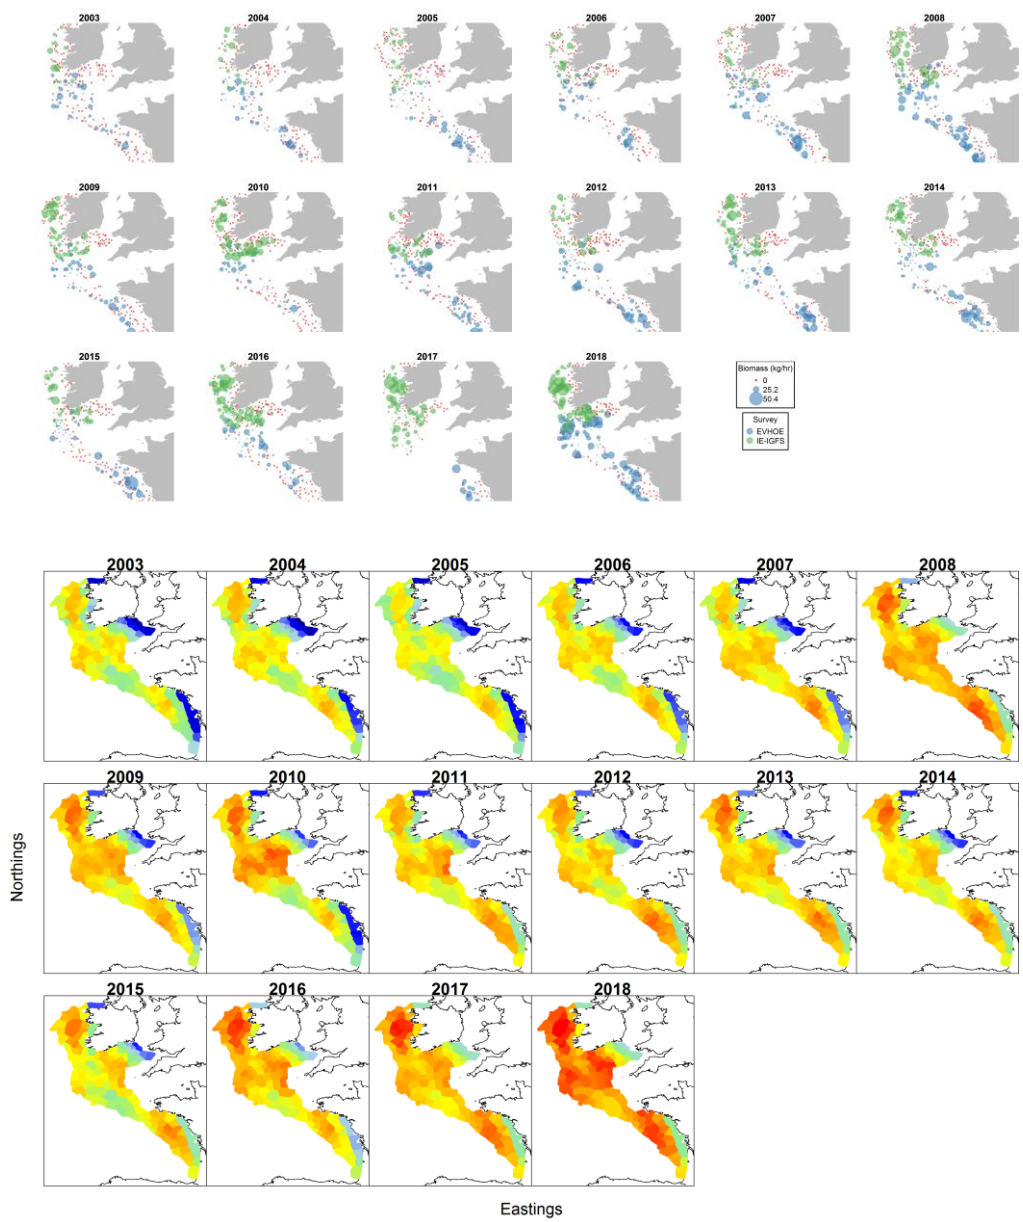 2003 2004 2005 2006 2007 2008
2009 2010 2011 2012 2013 2014
2015 2016 2017 2018
Biomass (kg/hr)
0
25.2
50.4
Survey
EVHOE
IE-IGFS
2003 2004 2005 2006 2007 2008
2009 2010 2011 2012 2013 2014
Northings
2015 2016 2017 2018
Eastings